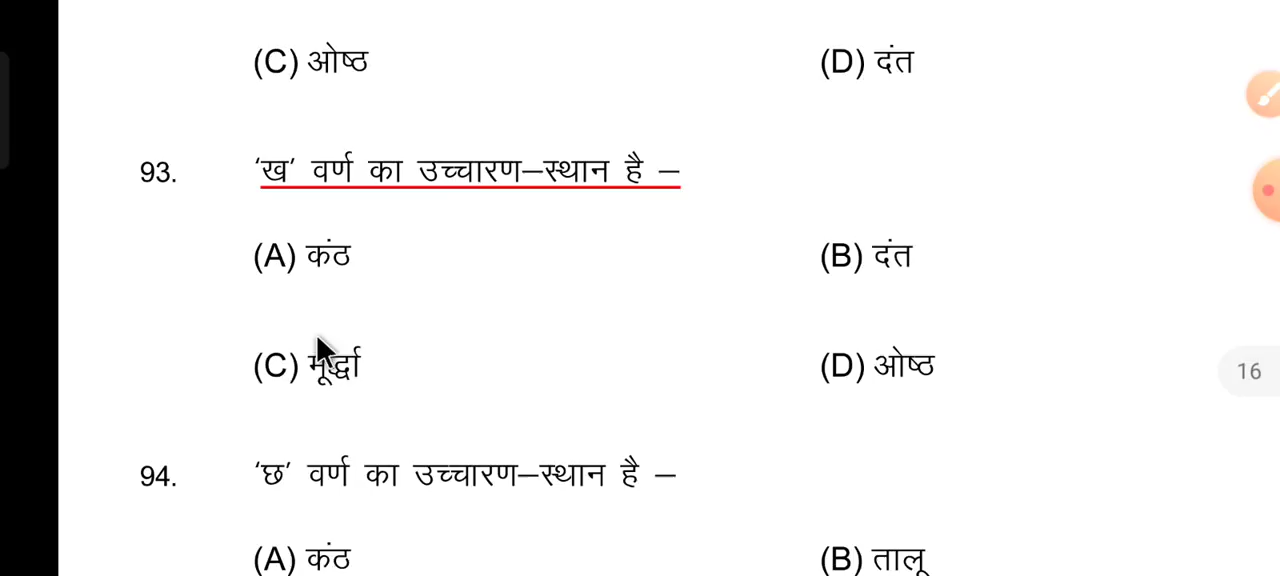 (C) ओष्ठ (D) दंत
93. ‘ख’ वर्ण का उच्चारण–स्थान है –
(A) कंठ (B) दंत
(C) मूर्द्धा (D) ओष्ठ
16
94. ‘छ’ वर्ण का उच्चारण–स्थान है –
(A) कंठ (B) तालू